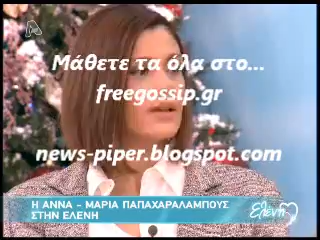 Μάθετε τα όλα στο...
freegossip.gr
news-piper.blogspot.com
Η ΑΝΝΑ - ΜΑΡΙΑ ΠΑΠΑΧΑΡΑΛΑΜΠΟΥΣ
ΣΤΗΝ ΕΛΕΝΗ
Ελένη